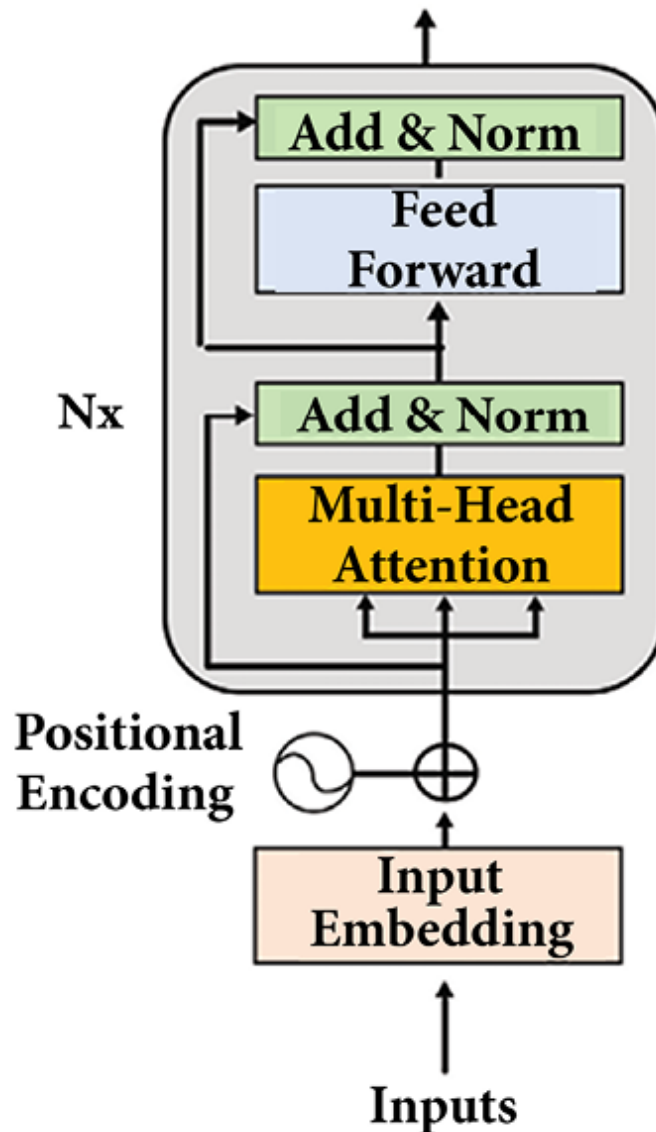 Add & Norm
Feed
Forward
Nx
Add & Norm
Multi-Head
Attention
Positional
Encoding
Input
Embedding
Inputs